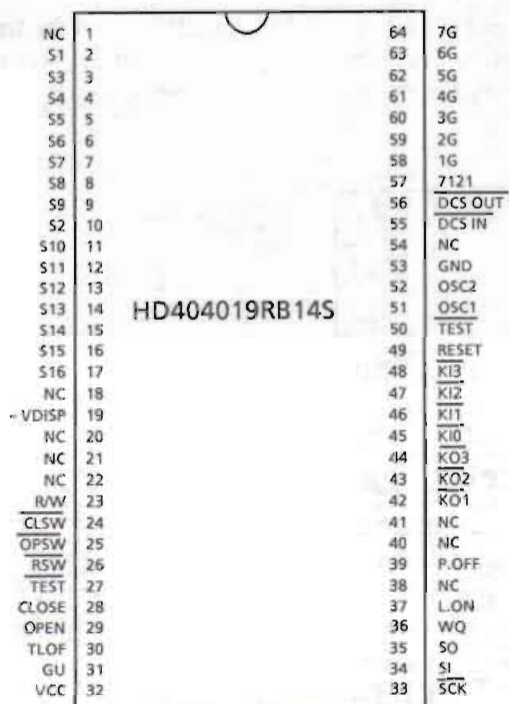 NC 1 64 7G
S1 2 63 6G
S3 3 62 5G
S4 4 61 4G
S5 5 60 3G
S6 6 59 2G
S7 7 58 1G
S8 8 57 7121
S9 9 56 DCS OUT
S2 10 55 DCS IN
S10 11 54 NC
S11 12 53 GND
S12 13 52 OSC2
S13 14 HD404019RB14S 51 OSC1
S14 15 50 TEST
S15 16 49 RESET
S16 17 48 KI3
NC 18 47 KI2
- VDISP 19 46 KI1
NC 20 45 KI0
NC 21 44 KO3
NC 22 43 KO2
R/W 23 42 KO1
CLSW 24 41 NC
OPSW 25 40 NC
RSW 26 39 P.OFF
TEST 27 38 NC
CLOSE 28 37 L.ON
OPEN 29 36 WQ
TLOF 30 35 SO
GU 31 34 SI
VCC 32 33 SCK